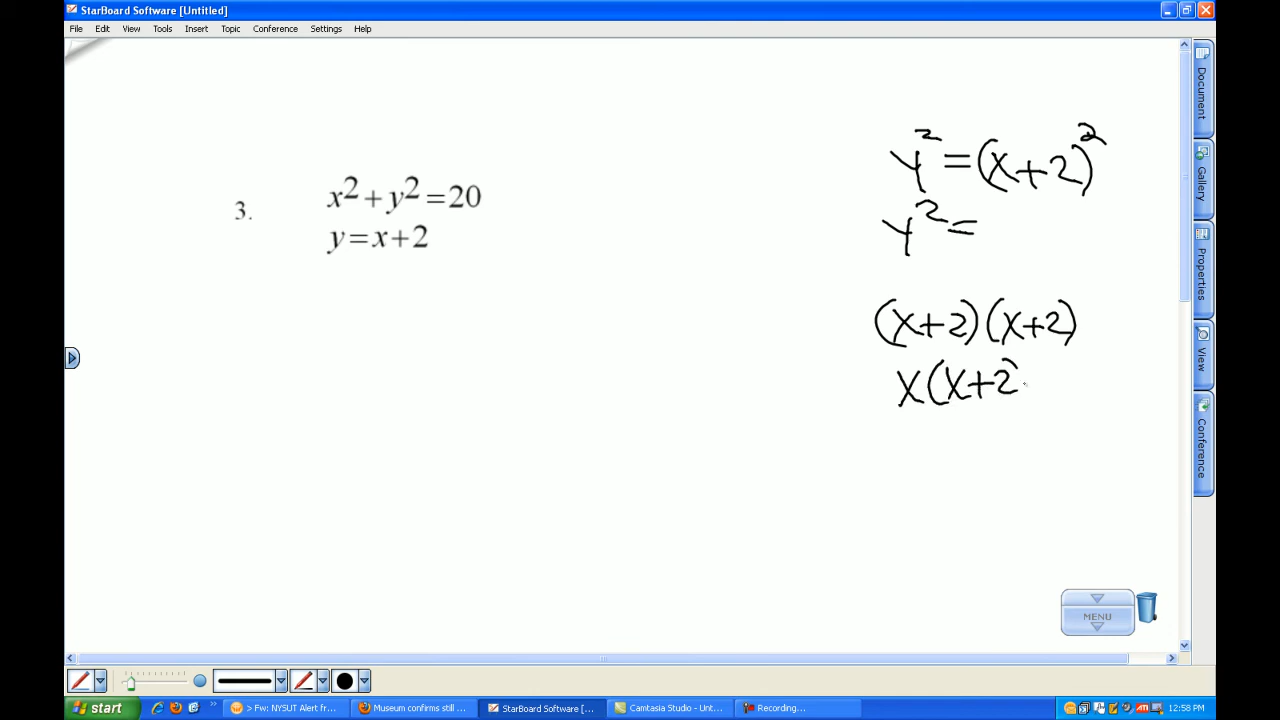 StarBoard Software [Untitled]
File Edit View Tools Insert Topic Conference Settings Help
Document
Gallery
Properties
View
Conference
3.
x² + y² = 20
y = x + 2
y² = (x+2)²
y² =
(x+2)(x+2)
x(x+2
MENU
start
> Fw: NYSUT Alert fr...
Museum confirms still ...
StarBoard Software [...
Camtasia Studio - Unt...
Recording...
12:58 PM